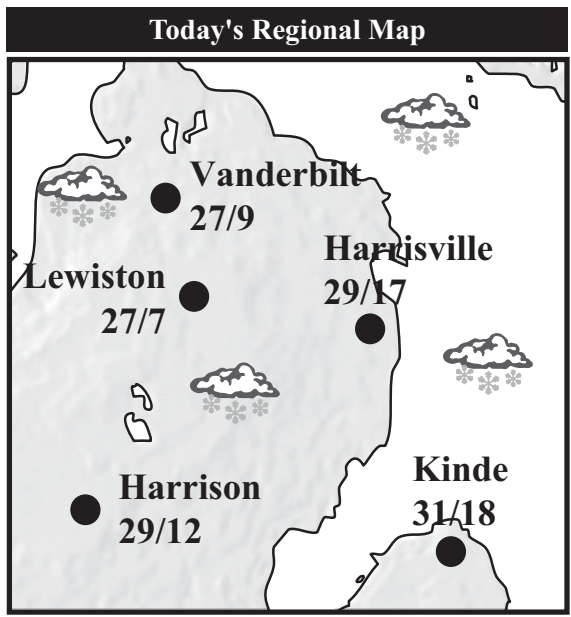 Today's Regional Map
Vanderbilt
27/9
Harrisville
29/17
Lewiston
27/7
Kinde
31/18
Harrison
29/12